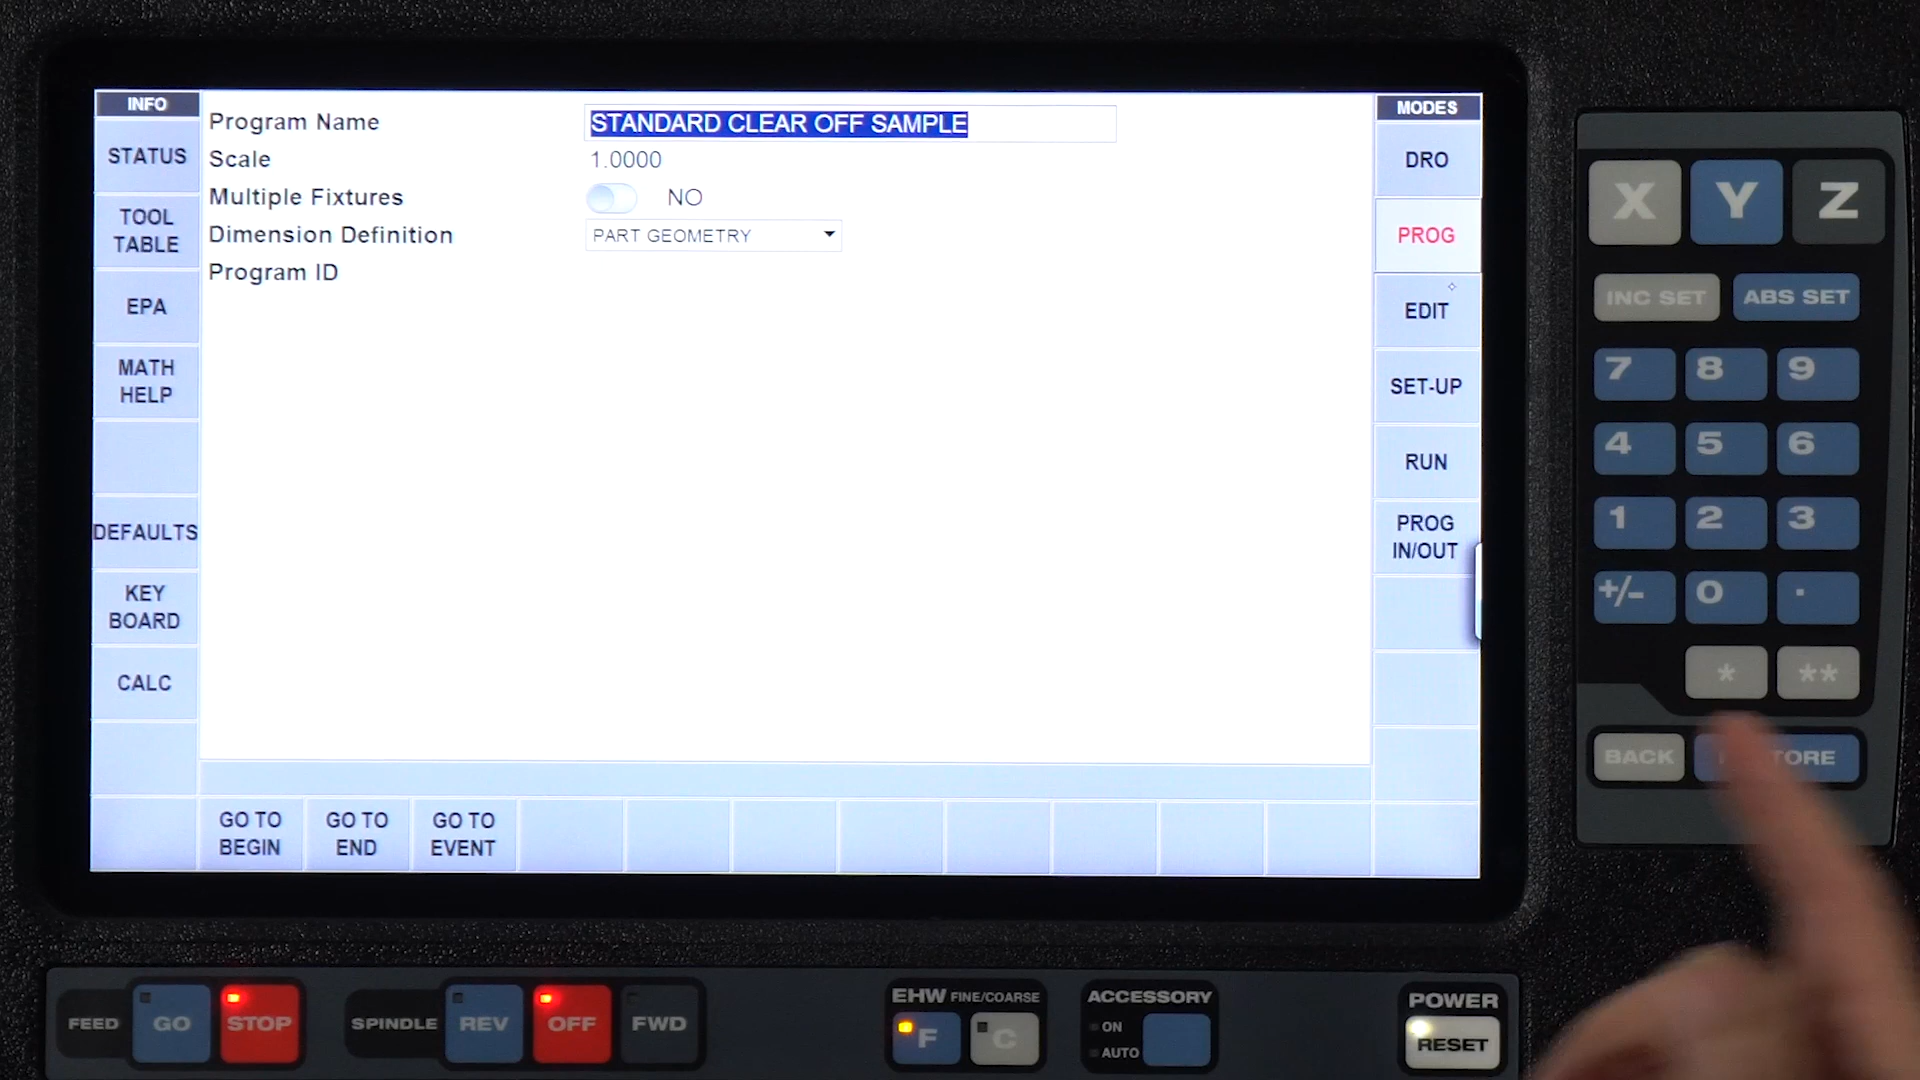 INFO
STATUS
TOOL
TABLE
EPA
MATH
HELP
DEFAULTS
KEY
BOARD
CALC
Program Name STANDARD CLEAR OFF SAMPLE
Scale 1.0000
Multiple Fixtures NO
Dimension Definition PART GEOMETRY
Program ID
GO TO
BEGIN
GO TO
END
GO TO
EVENT
MODES
DRO
PROG
EDIT
SET-UP
RUN
PROG
IN/OUT
X Y Z
INC SET ABS SET
7 8 9
4 5 6
1 2 3
+/- 0 .
* **
BACK
FEED GO STOP
SPINDLE REV OFF FWD
EHW FINE/COARSE
F C
ACCESSORY
ON
AUTO
POWER
RESET